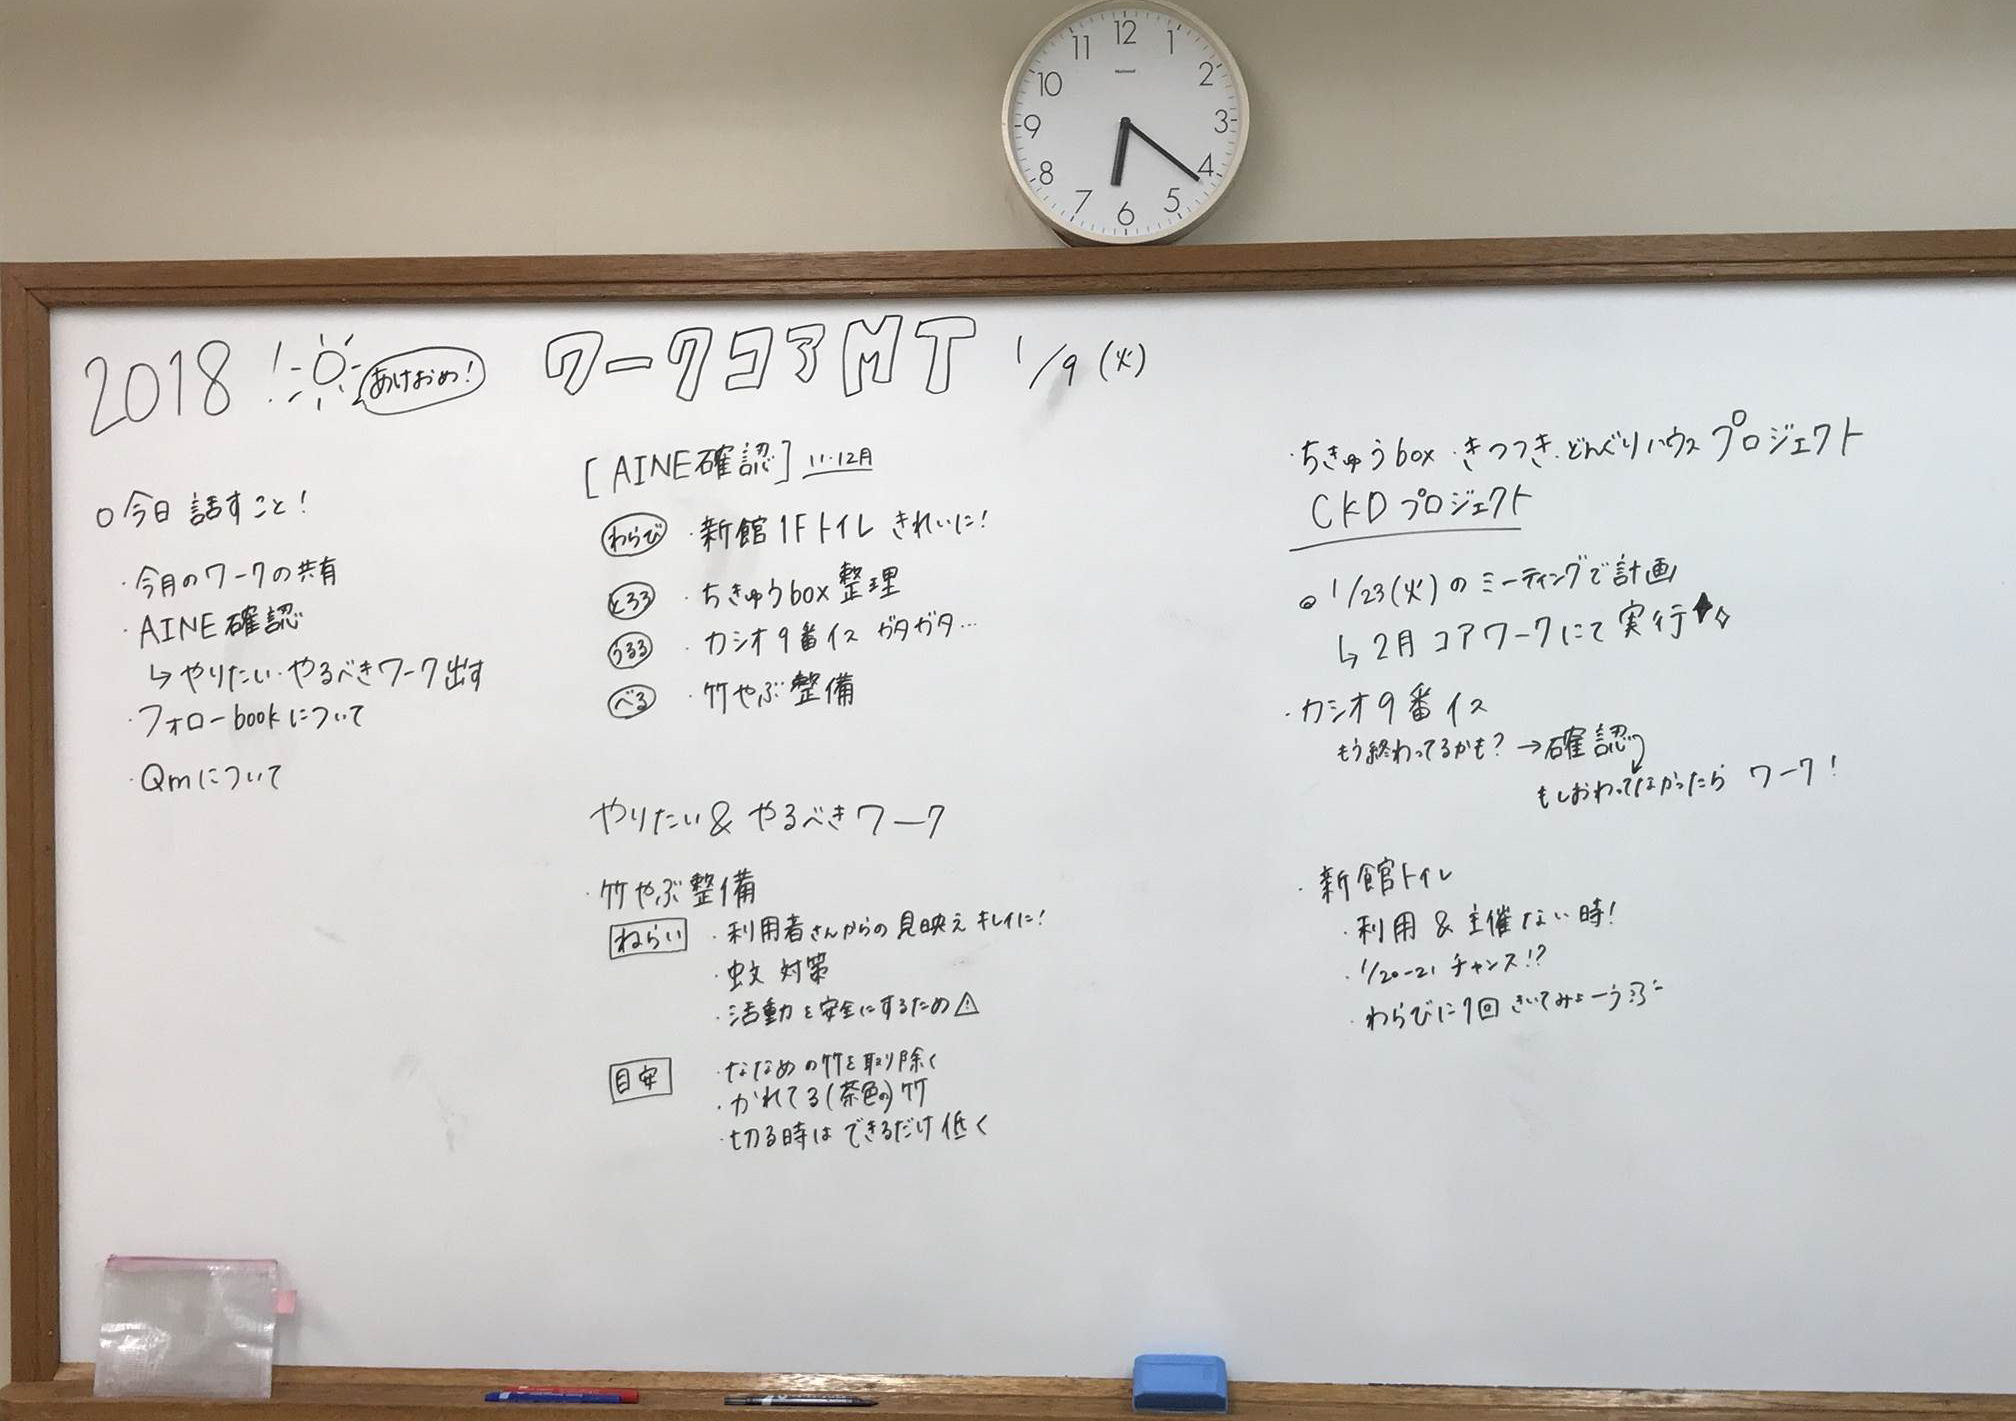 2018!
あけおめ!
ワークコアMT 1/9(火)
○今日話すこと!
・今月のワークの共有
・AINE確認
↳やりたい・やるべきワーク出す
・フォローbookについて
・Qmについて
[AINE確認] 11・12月
わらび ・新館1Fトイレ きれいに!
とろろ ・ちきゅうbox整理
うるる ・カシオ9番イス ガタガタ…
べる ・竹やぶ整備
やりたい&やるべきワーク
・竹やぶ整備
ねらい ・利用者さんからの見映えキレイに!
・蚊対策
・活動を安全にするため⚠
目安 ・ななめの竹を取り除く
・かれてる(茶色の)竹
・切る時はできるだけ低く
・ちきゅうbox・きつつき・どんぐりハウスプロジェクト
CKDプロジェクト
◎1/23(火)のミーティングで計画
↳2月コアワークにて実行
・カシオ9番イス
もう終わってるかも?→確認
もしおわってなかったら ワーク!
・新館トイレ
・利用&主催ない時!
・1/20-21 チャンス!?
・わらびに1回きいてみよーう
12
1
2
3
4
5
6
7
8
9
10
11
National